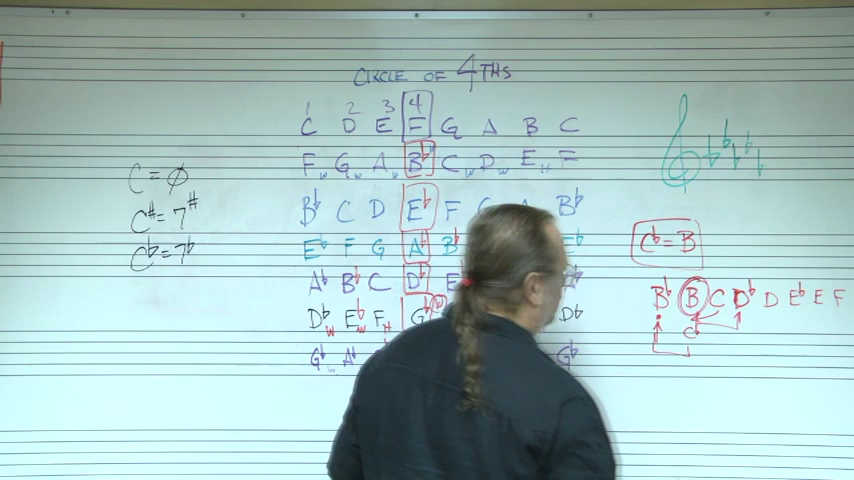 CIRCLE OF 4THS
1 2 3 4
C D E F G A B C
F W G W A W B♭ C W D W E H F
C = Ø
B♭ C D E♭ F G A B♭
C# = 7#
E♭ F G A♭ B♭ E♭
C♭ = B
C♭ = 7♭
A♭ B♭ C D♭ E A♭
B♭ B C D♭ D E♭ E F
D♭ W E♭ W F H G♭ D♭
C♭
G♭ W A♭ G♭